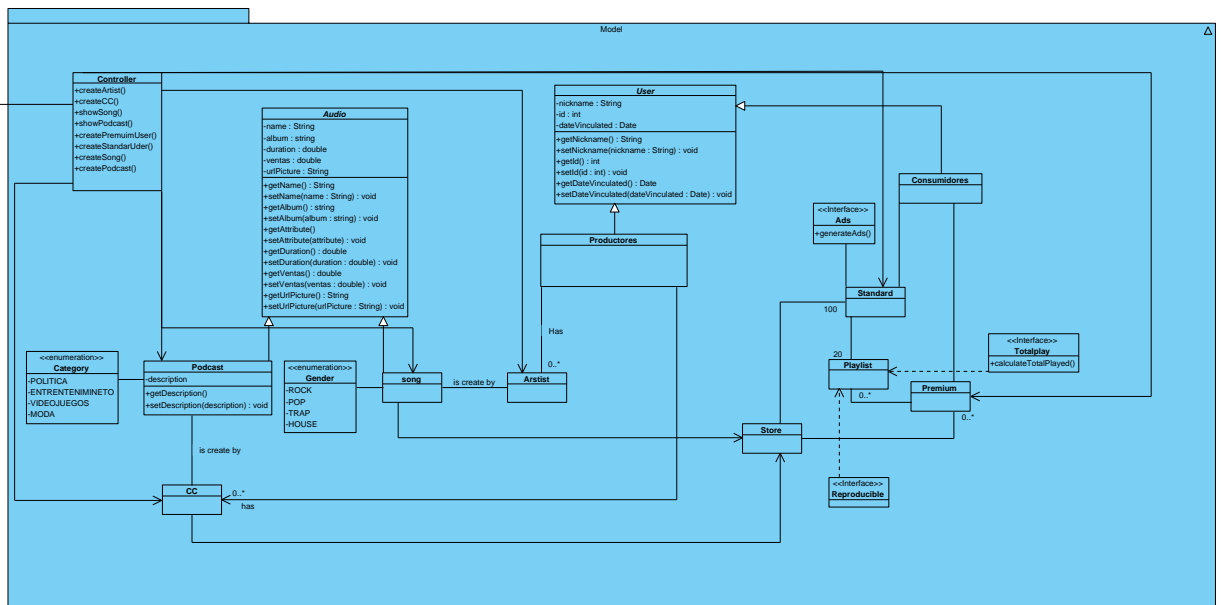 Model
Controller
+createArtist()
+createCC()
+showSong()
+showPodcast()
+createPremuimUser()
+createStandarUder()
+createSong()
+createPodcast()
Audio
-name : String
-album : string
-duration : double
-ventas : double
-urlPicture : String
+getName() : String
+setName(name : String) : void
+getAlbum() : string
+setAlbum(album : string) : void
+getAttribute()
+setAttribute(attribute) : void
+getDuration() : double
+setDuration(duration : double) : void
+getVentas() : double
+setVentas(ventas : double) : void
+getUrlPicture() : String
+setUrlPicture(urlPicture : String) : void
User
-nickname : String
-id : int
-dateVinculated : Date
+getNickname() : String
+setNickname(nickname : String) : void
+getId() : int
+setId(id : int) : void
+getDateVinculated() : Date
+setDateVinculated(dateVinculated : Date) : void
Consumidores
<<Interface>>
Ads
+generateAds()
Productores
Standard
100
Has
0..*
20
<<Interface>>
Totalplay
+calculateTotalPlayed()
<<enumeration>>
Category
-POLITICA
-ENTRENTENIMINETO
-VIDEOJUEGOS
-MODA
Podcast
-description
+getDescription()
+setDescription(description) : void
<<enumeration>>
Gender
-ROCK
-POP
-TRAP
-HOUSE
song
is create by
Arstist
Playlist
0..*
Premium
0..*
Store
is create by
CC
0..*
has
<<Interface>>
Reproducible